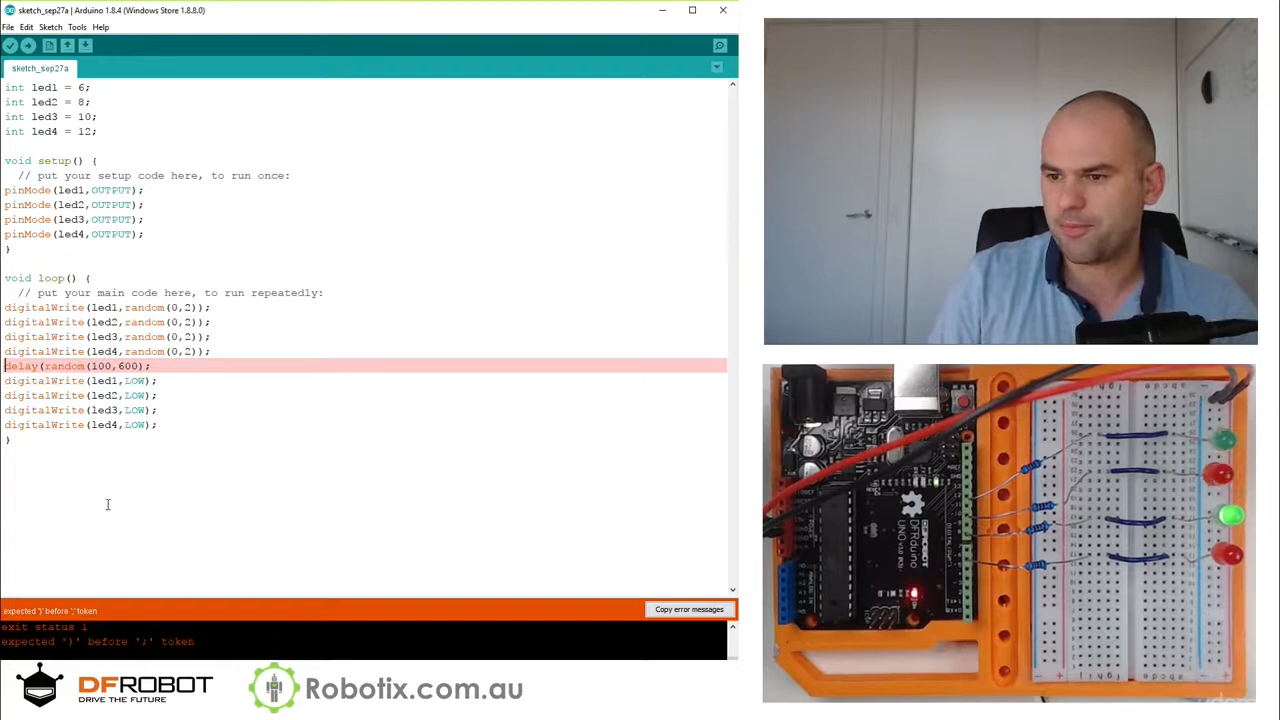 sketch_sep27a | Arduino 1.8.4 (Windows Store 1.8.8.0)
File Edit Sketch Tools Help
sketch_sep27a
int led1 = 6;
int led2 = 8;
int led3 = 10;
int led4 = 12;
void setup() {
// put your setup code here, to run once:
pinMode(led1,OUTPUT);
pinMode(led2,OUTPUT);
pinMode(led3,OUTPUT);
pinMode(led4,OUTPUT);
}
void loop() {
// put your main code here, to run repeatedly:
digitalWrite(led1,random(0,2));
digitalWrite(led2,random(0,2));
digitalWrite(led3,random(0,2));
digitalWrite(led4,random(0,2));
delay(random(100,600);
digitalWrite(led1,LOW);
digitalWrite(led2,LOW);
digitalWrite(led3,LOW);
digitalWrite(led4,LOW);
}
expected ')' before ';' token
Copy error messages
exit status 1
expected ')' before ';' token
DFROBOT
DRIVE THE FUTURE
Robotix.com.au
DFRduino
UNO